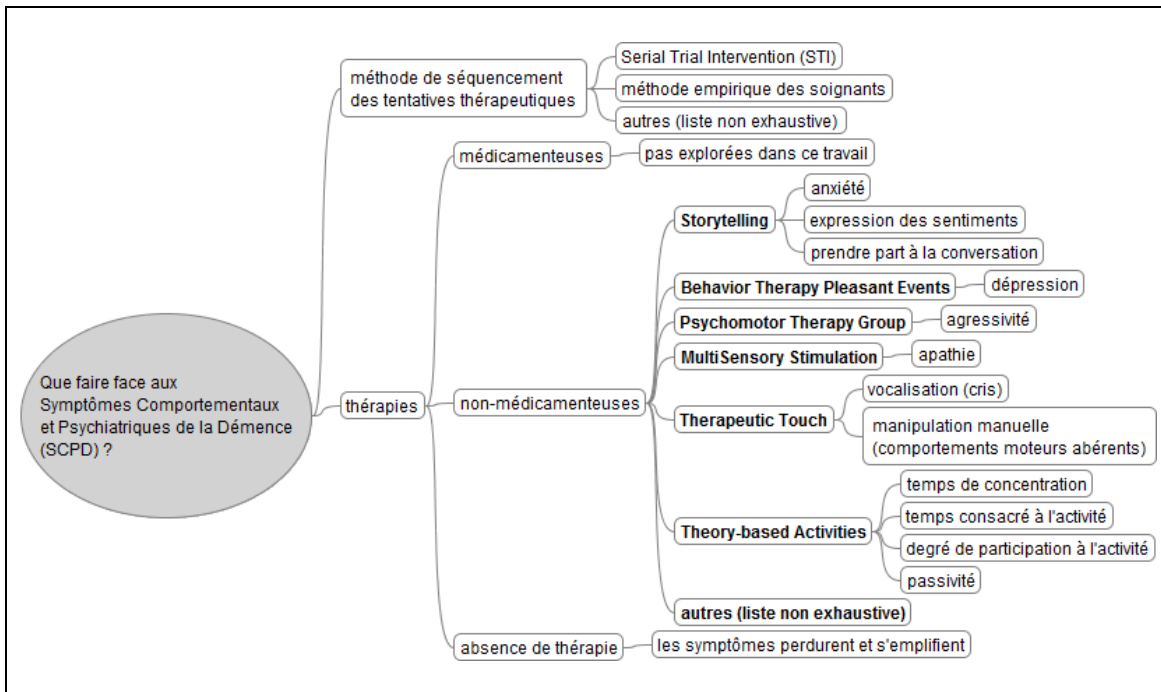 Que faire face aux
Symptômes Comportementaux
et Psychiatriques de la Démence
(SCPD) ?
méthode de séquencement
des tentatives thérapeutiques
Serial Trial Intervention (STI)
méthode empirique des soignants
autres (liste non exhaustive)
thérapies
médicamenteuses
pas explorées dans ce travail
non-médicamenteuses
Storytelling
anxiété
expression des sentiments
prendre part à la conversation
Behavior Therapy Pleasant Events
dépression
Psychomotor Therapy Group
agressivité
MultiSensory Stimulation
apathie
Therapeutic Touch
vocalisation (cris)
manipulation manuelle
(comportements moteurs abérents)
Theory-based Activities
temps de concentration
temps consacré à l'activité
degré de participation à l'activité
passivité
autres (liste non exhaustive)
absence de thérapie
les symptômes perdurent et s'emplifient